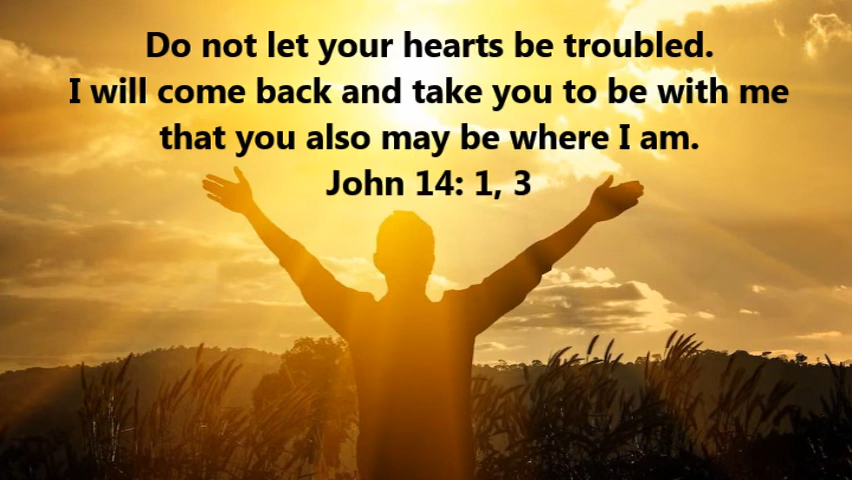 Do not let your hearts be troubled.
I will come back and take you to be with me
that you also may be where I am.
John 14: 1, 3